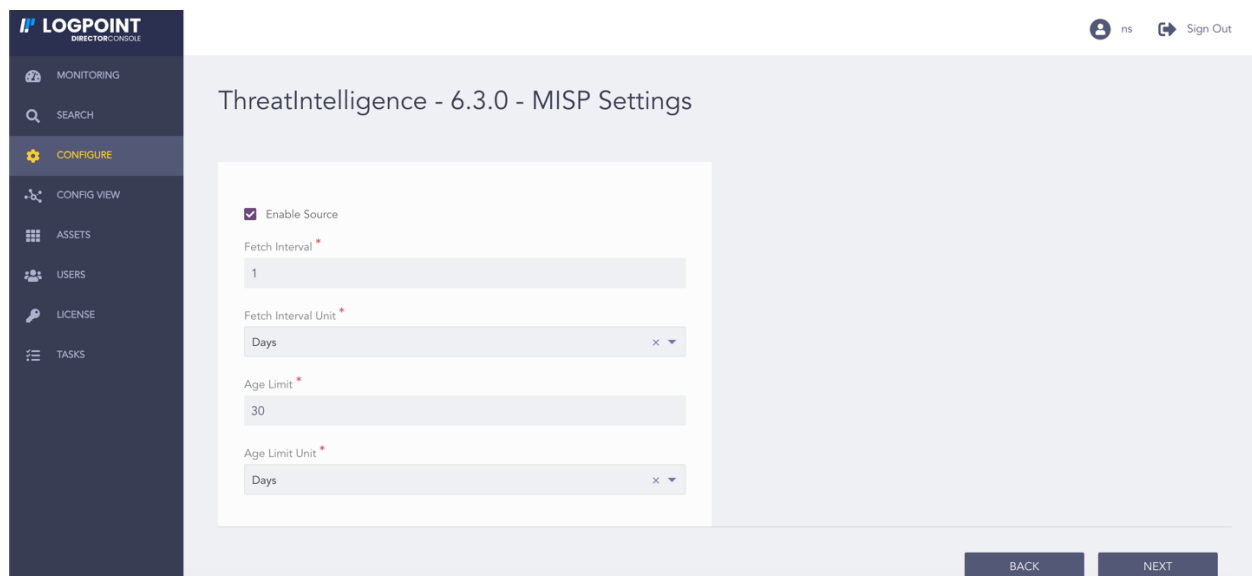 LOGPOINT
DIRECTORCONSOLE
ns
Sign Out
MONITORING
SEARCH
CONFIGURE
CONFIG VIEW
ASSETS
USERS
LICENSE
TASKS
ThreatIntelligence - 6.3.0 - MISP Settings
Enable Source
Fetch Interval *
1
Fetch Interval Unit *
Days
Age Limit *
30
Age Limit Unit *
Days
BACK
NEXT